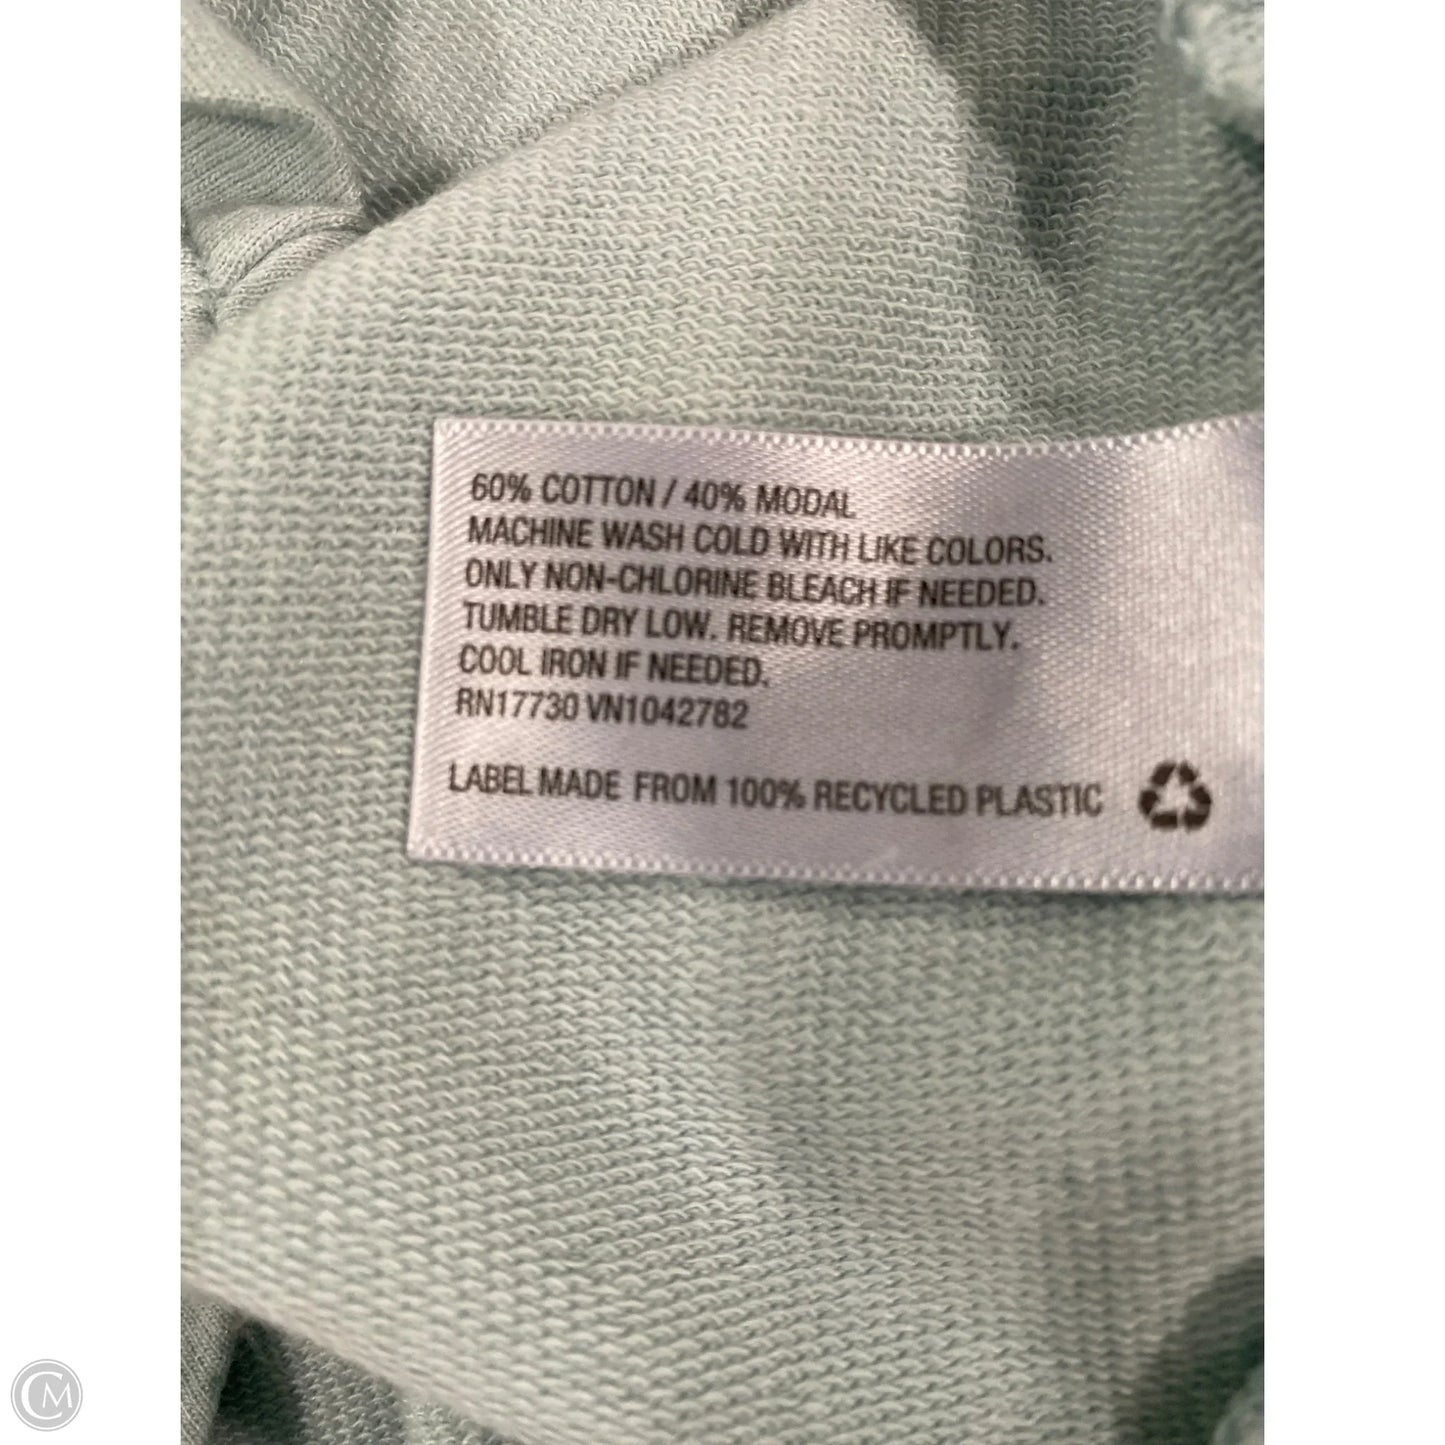 60% COTTON / 40% MODAL
MACHINE WASH COLD WITH LIKE COLORS.
ONLY NON-CHLORINE BLEACH IF NEEDED.
TUMBLE DRY LOW. REMOVE PROMPTLY.
COOL IRON IF NEEDED.
RN17730 VN1042782
LABEL MADE FROM 100% RECYCLED PLASTIC
CM